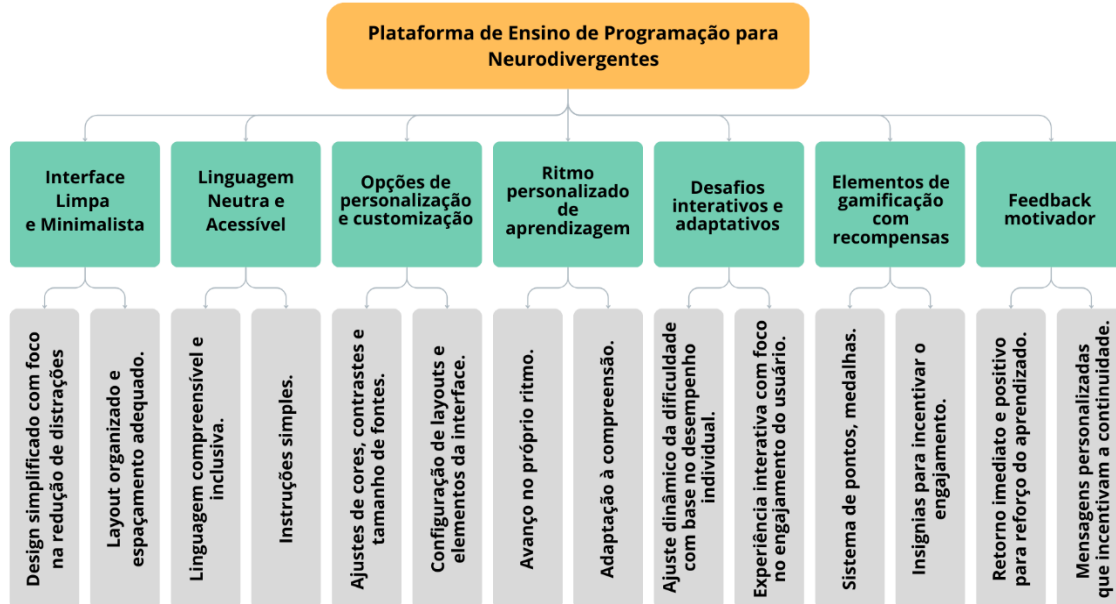 Plataforma de Ensino de Programação para
Neurodivergentes
Interface
Limpa
e Minimalista
Linguagem
Neutra e
Acessível
Opções de
personalização
e customização
Ritmo
personalizado
de
aprendizagem
Desafios
interativos e
adaptativos
Elementos de
gamificação
com
recompensas
Feedback
motivador
Design simplificado com foco
na redução de distrações
Layout organizado e
espaçamento adequado.
Linguagem compreensível e
inclusiva.
Instruções simples.
Ajustes de cores, contrastes e
tamanho de fontes.
Configuração de layouts e
elementos da interface.
Avanço no próprio ritmo.
Adaptação à compreensão.
Ajuste dinâmico da dificuldade
com base no desempenho
individual.
Experiência interativa com foco
no engajamento do usuário.
Sistema de pontos, medalhas.
Insignias para incentivar o
engajamento.
Retorno imediato e positivo
para reforço do aprendizado.
Mensagens personalizadas
que incentivam a continuidade.